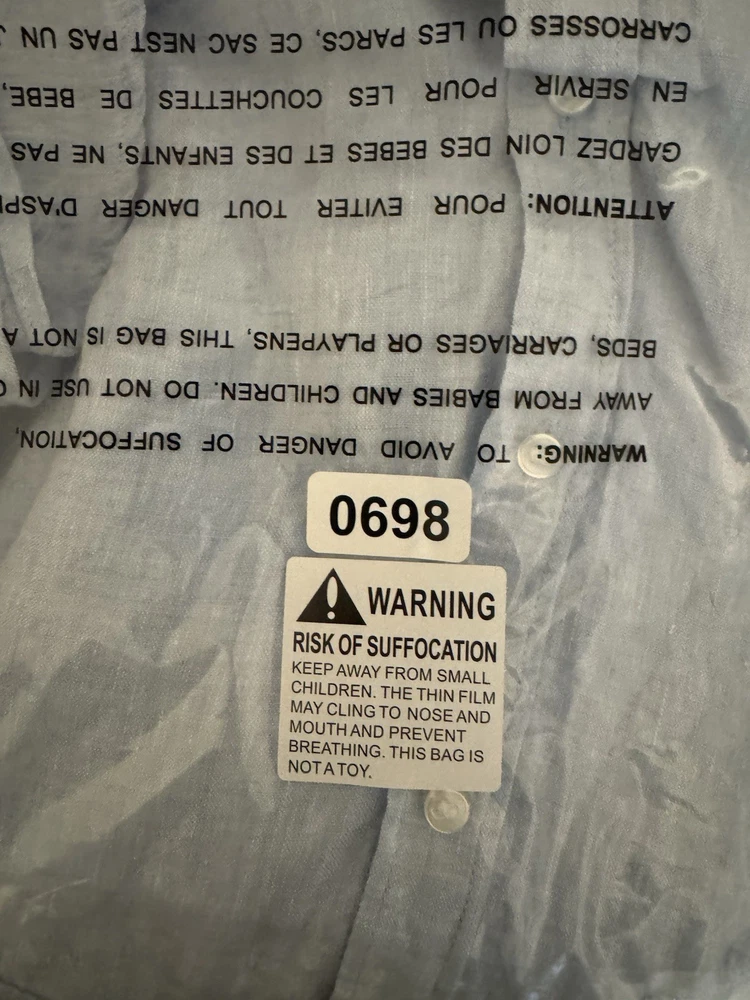 WARNING: TO AVOID DANGER OF SUFFOCATION,
AWAY FROM BABIES AND CHILDREN. DO NOT USE IN
BEDS, CARRIAGES OR PLAYPENS, THIS BAG IS NOT A
ATTENTION: POUR EVITER TOUT DANGER
GARDEZ LOIN DES BEBES ET DES ENFANTS, NE PAS
EN SERVIR POUR LES COUCHETTES DE BEBE,
CARROSSES OU LES PARCS, CE SAC NEST PAS UN
0698
WARNING
RISK OF SUFFOCATION
KEEP AWAY FROM SMALL
CHILDREN. THE THIN FILM
MAY CLING TO NOSE AND
MOUTH AND PREVENT
BREATHING. THIS BAG IS
NOT A TOY.